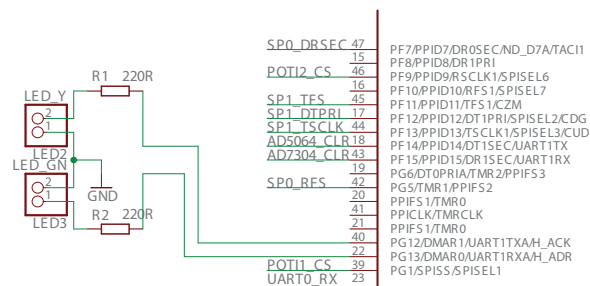 SP0_DRSEC 47 PF7/PPID7/DR0SEC/ND_D7A/TACI1
15 PF8/PPID8/DR1PRI
POTI2_CS 46 PF9/PPID9/RSCLK1/SPISEL6
16 PF10/PPID10/RFS1/SPISEL7
SP1_TFS 45 PF11/PPID11/TFS1/CZM
SP1_DTPRI 17 PF12/PPID12/DT1PRI/SPISEL2/CDG
SP1_TSCLK 44 PF13/PPID13/TSCLK1/SPISEL3/CUD
AD5064_CLR 18 PF14/PPID14/DT1SEC/UART1TX
AD7304_CLR 43 PF15/PPID15/DR1SEC/UART1RX
19 PG6/DT0PRIA/TMR2/PPIFS3
SP0_RFS 42 PG5/TMR1/PPIFS2
20 PPIFS1/TMR0
41 PPICLK/TMRCLK
21 PPIFS1/TMR0
40 PG12/DMAR1/UART1TXA/H_ACK
22 PG13/DMAR0/UART1RXA/H_ADR
POTI1_CS 39 PG1/SPISS/SPISEL1
UART0_RX 23
R1 220R
LED_Y
2
1
LED2
LED_GN
2
1
LED3
GND
R2 220R